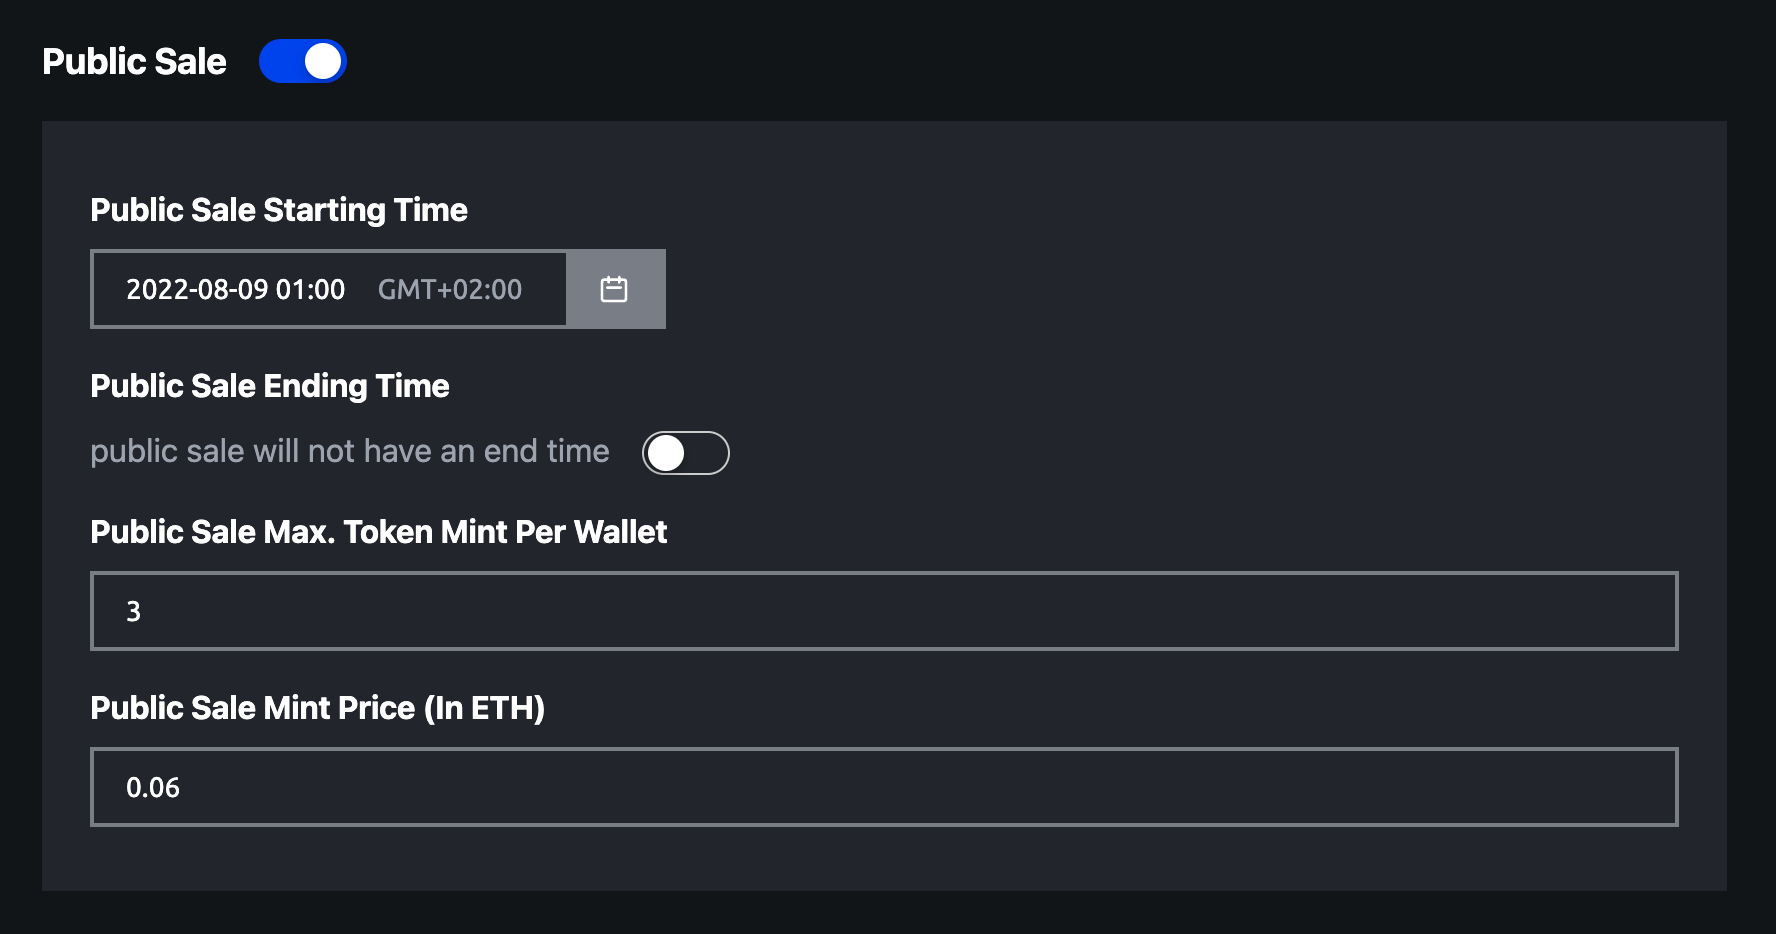 Public Sale
Public Sale Starting Time
2022-08-09 01:00 GMT+02:00
Public Sale Ending Time
public sale will not have an end time
Public Sale Max. Token Mint Per Wallet
3
Public Sale Mint Price (In ETH)
0.06